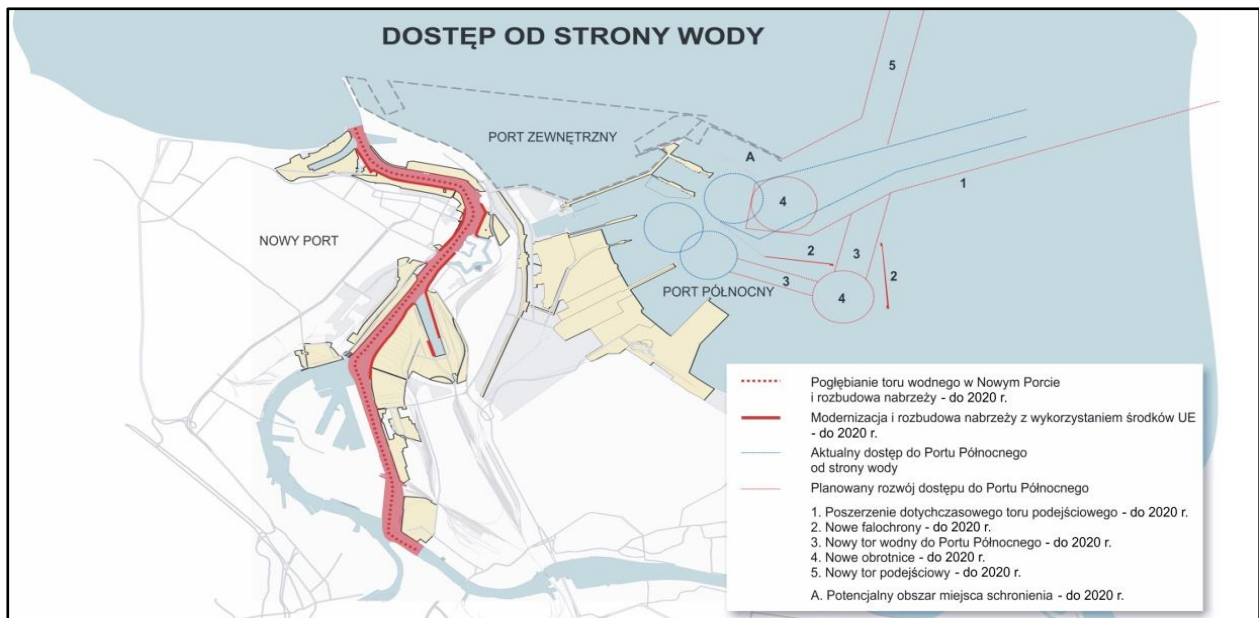 DOSTĘP OD STRONY WODY
5
PORT ZEWNĘTRZNY
A
1
4
NOWY PORT
2
3
2
3
PORT PÓŁNOCNY
4
Pogłębianie toru wodnego w Nowym Porcie
i rozbudowa nabrzeży - do 2020 r.
Modernizacja i rozbudowa nabrzeży z wykorzystaniem środków UE
- do 2020 r.
Aktualny dostęp do Portu Północnego
od strony wody
Planowany rozwój dostępu do Portu Północnego
1. Poszerzenie dotychczasowego toru podejściowego - do 2020 r.
2. Nowe falochrony - do 2020 r.
3. Nowy tor wodny do Portu Północnego - do 2020 r.
4. Nowe obrotnice - do 2020 r.
5. Nowy tor podejściowy - do 2020 r.
A. Potencjalny obszar miejsca schronienia - do 2020 r.